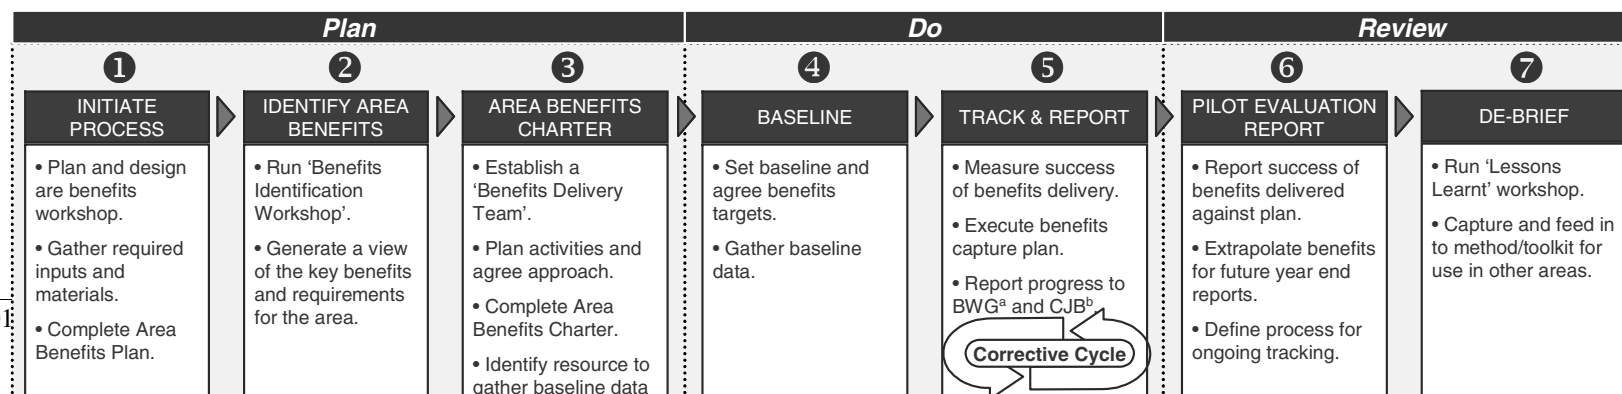 Plan
Do
Review
1
2
3
4
5
6
7
INITIATE
PROCESS
IDENTIFY AREA
BENEFITS
AREA BENEFITS
CHARTER
BASELINE
TRACK & REPORT
PILOT EVALUATION
REPORT
DE-BRIEF
• Plan and design
are benefits
workshop.
• Gather required
inputs and
materials.
• Complete Area
Benefits Plan.
• Run ‘Benefits
Identification
Workshop’.
• Generate a view
of the key benefits
and requirements
for the area.
• Establish a
‘Benefits Delivery
Team’.
• Plan activities and
agree approach.
• Complete Area
Benefits Charter.
• Identify resource to
gather baseline data
• Set baseline and
agree benefits
targets.
• Gather baseline
data.
• Measure success
of benefits delivery.
• Execute benefits
capture plan.
• Report progress to
BWGᵃ and CJBᵇ.
Corrective Cycle
• Report success of
benefits delivered
against plan.
• Extrapolate benefits
for future year end
reports.
• Define process for
ongoing tracking.
• Run ‘Lessons
Learnt’ workshop.
• Capture and feed in
to method/toolkit for
use in other areas.